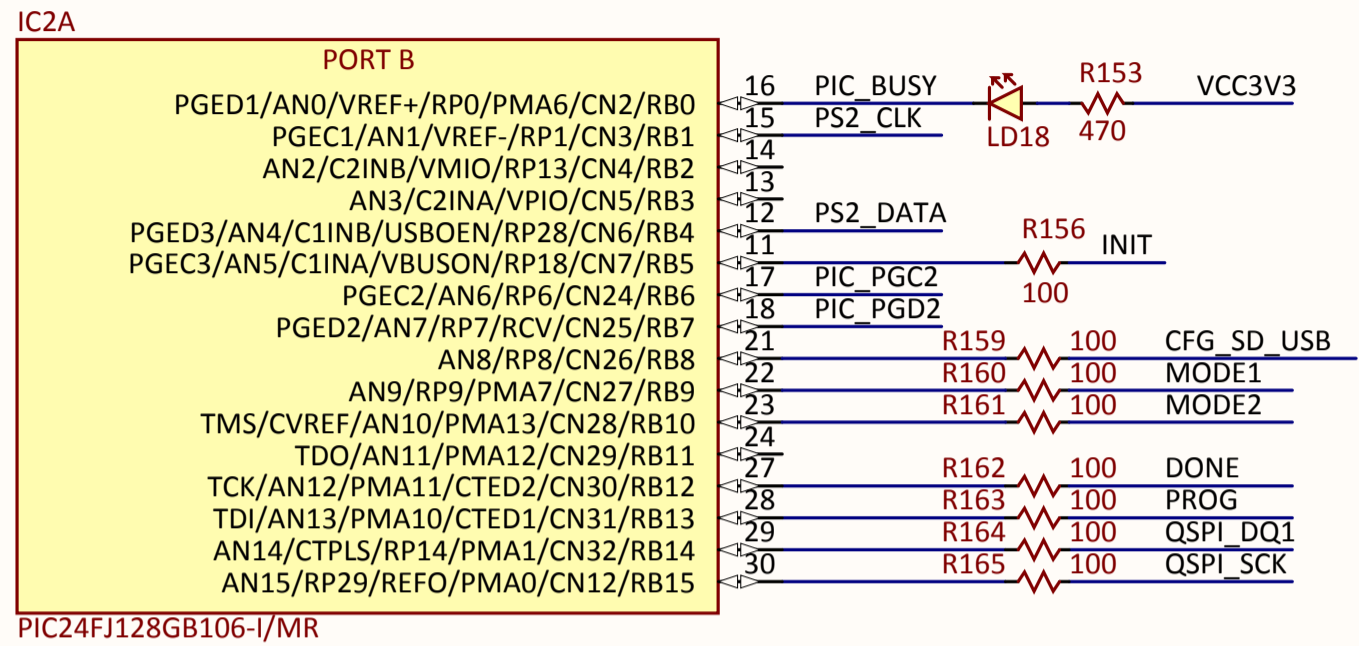 IC2A
PORT B
PGED1/AN0/VREF+/RP0/PMA6/CN2/RB0 16 PIC_BUSY LD18 R153 470 VCC3V3
PGEC1/AN1/VREF-/RP1/CN3/RB1 15 PS2_CLK
AN2/C2INB/VMIO/RP13/CN4/RB2 14
AN3/C2INA/VPIO/CN5/RB3 13
PGED3/AN4/C1INB/USBOEN/RP28/CN6/RB4 12 PS2_DATA
PGEC3/AN5/C1INA/VBUSON/RP18/CN7/RB5 11 R156 100 INIT
PGEC2/AN6/RP6/CN24/RB6 17 PIC_PGC2
PGED2/AN7/RP7/RCV/CN25/RB7 18 PIC_PGD2
AN8/RP8/CN26/RB8 21 R159 100 CFG_SD_USB
AN9/RP9/PMA7/CN27/RB9 22 R160 100 MODE1
TMS/CVREF/AN10/PMA13/CN28/RB10 23 R161 100 MODE2
TDO/AN11/PMA12/CN29/RB11 24
TCK/AN12/PMA11/CTED2/CN30/RB12 27 R162 100 DONE
TDI/AN13/PMA10/CTED1/CN31/RB13 28 R163 100 PROG
AN14/CTPLS/RP14/PMA1/CN32/RB14 29 R164 100 QSPI_DQ1
AN15/RP29/REFO/PMA0/CN12/RB15 30 R165 100 QSPI_SCK
PIC24FJ128GB106-I/MR